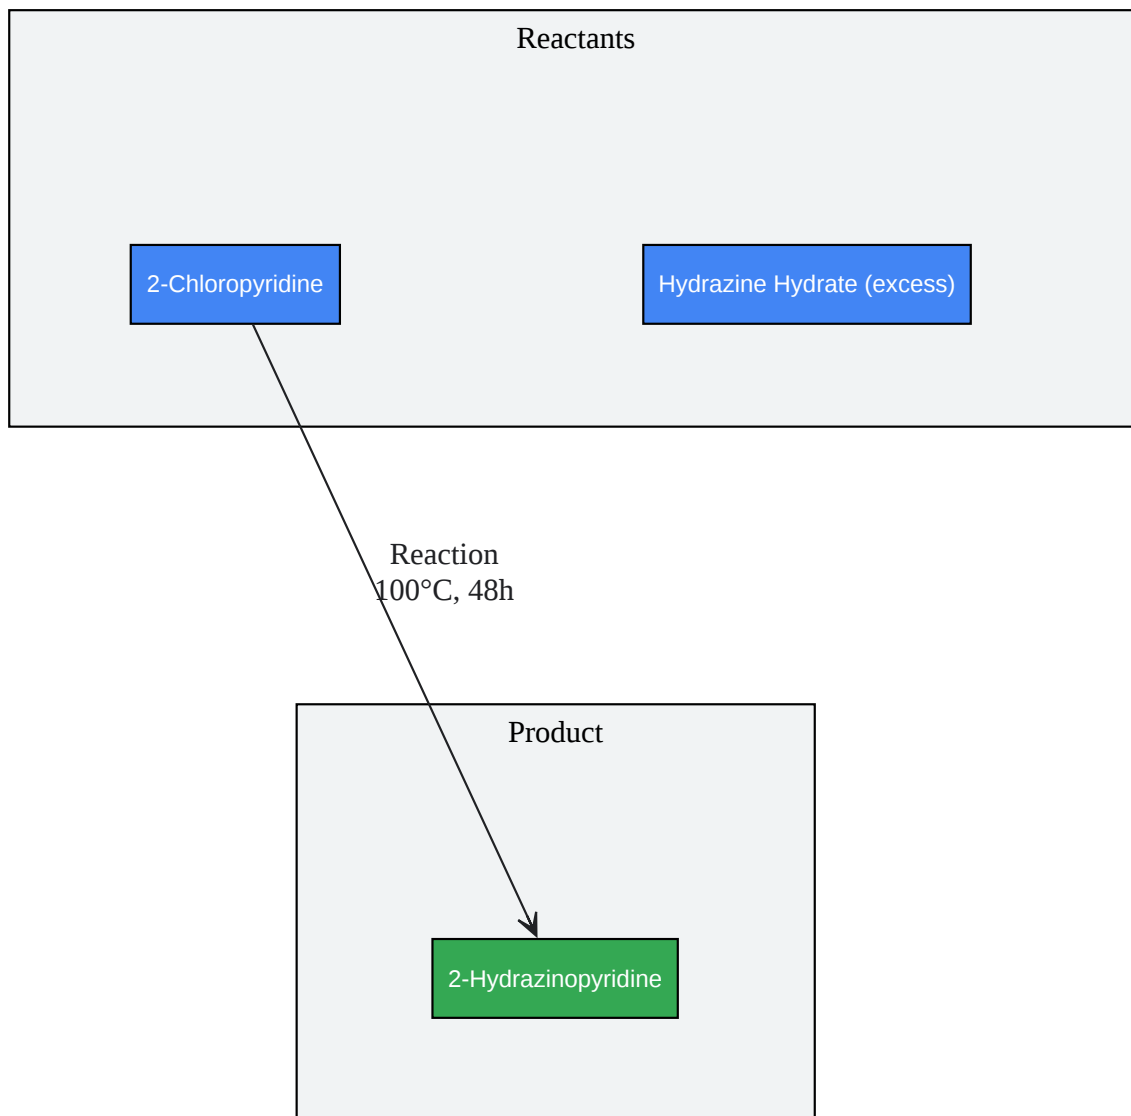 Reactants
2-Chloropyridine
Hydrazine Hydrate (excess)
Reaction
100°C, 48h
Product
2-Hydrazinopyridine